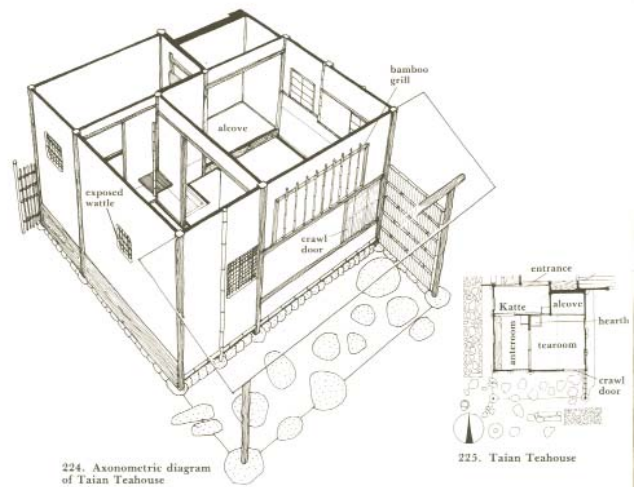 bamboo
grill
alcove
exposed
wattle
crawl
door
224. Axonometric diagram
of Taian Teahouse
entrance
Katte
alcove
hearth
anteroom
tearoom
crawl
door
225. Taian Teahouse